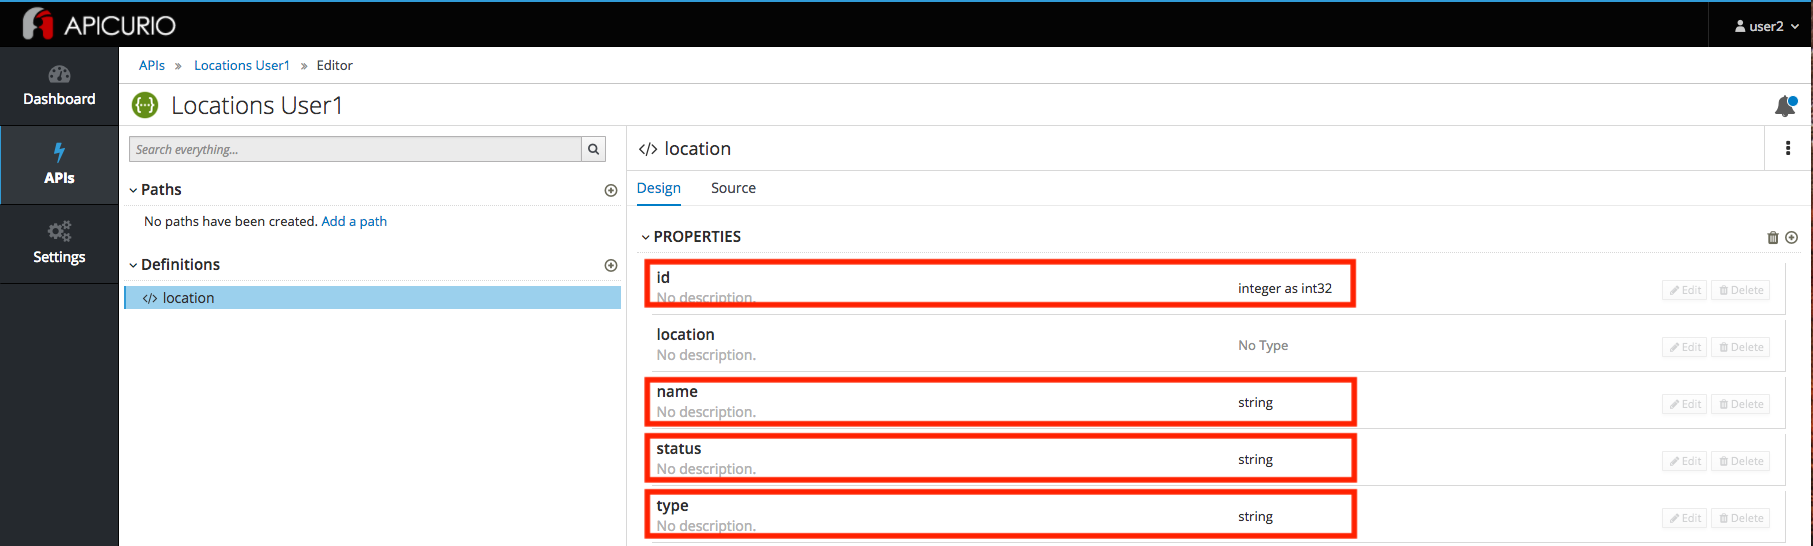 APICURIO
user2
Dashboard
APIs
Settings
APIs » Locations User1 » Editor
Locations User1
Search everything...
Paths
No paths have been created. Add a path
Definitions
</> location
</> location
Design Source
PROPERTIES
id
No description.
integer as int32
Edit Delete
location
No description.
No Type
Edit Delete
name
No description.
string
Edit Delete
status
No description.
string
Edit Delete
type
No description.
string
Edit Delete